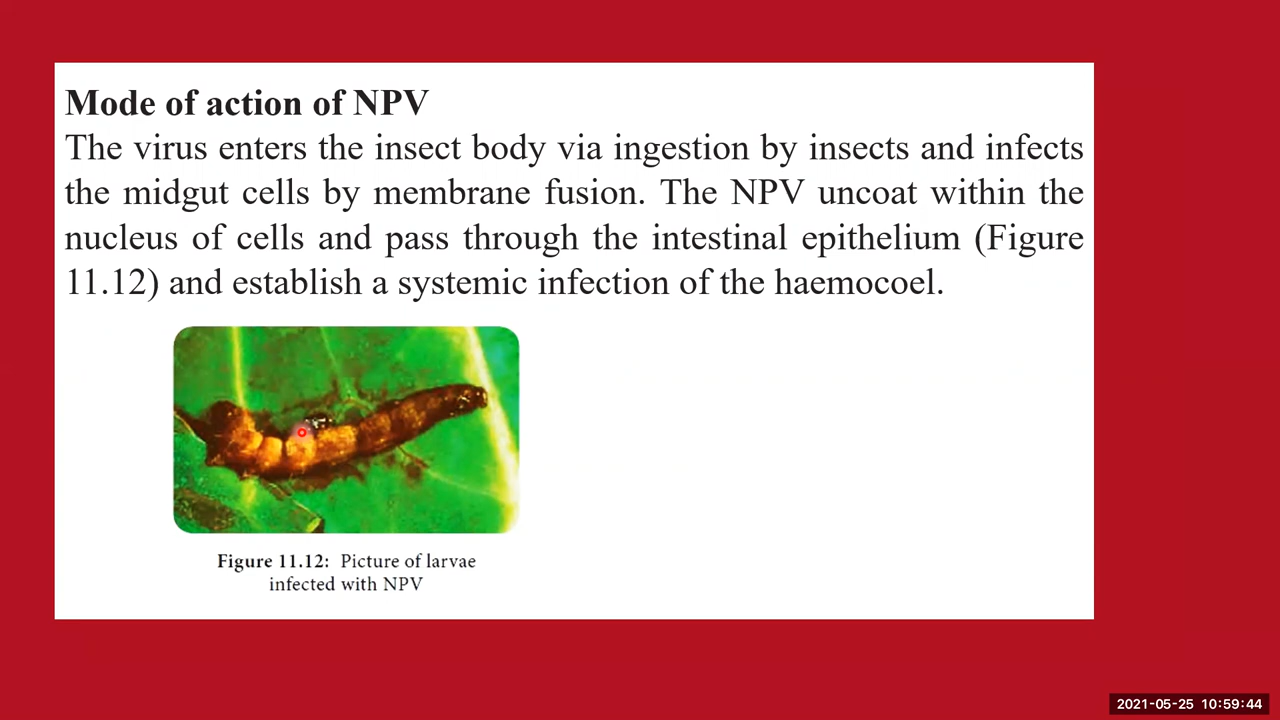 Mode of action of NPV
The virus enters the insect body via ingestion by insects and infects
the midgut cells by membrane fusion. The NPV uncoat within the
nucleus of cells and pass through the intestinal epithelium (Figure
11.12) and establish a systemic infection of the haemocoel.
Figure 11.12: Picture of larvae
infected with NPV
2021-05-25 10:59:44